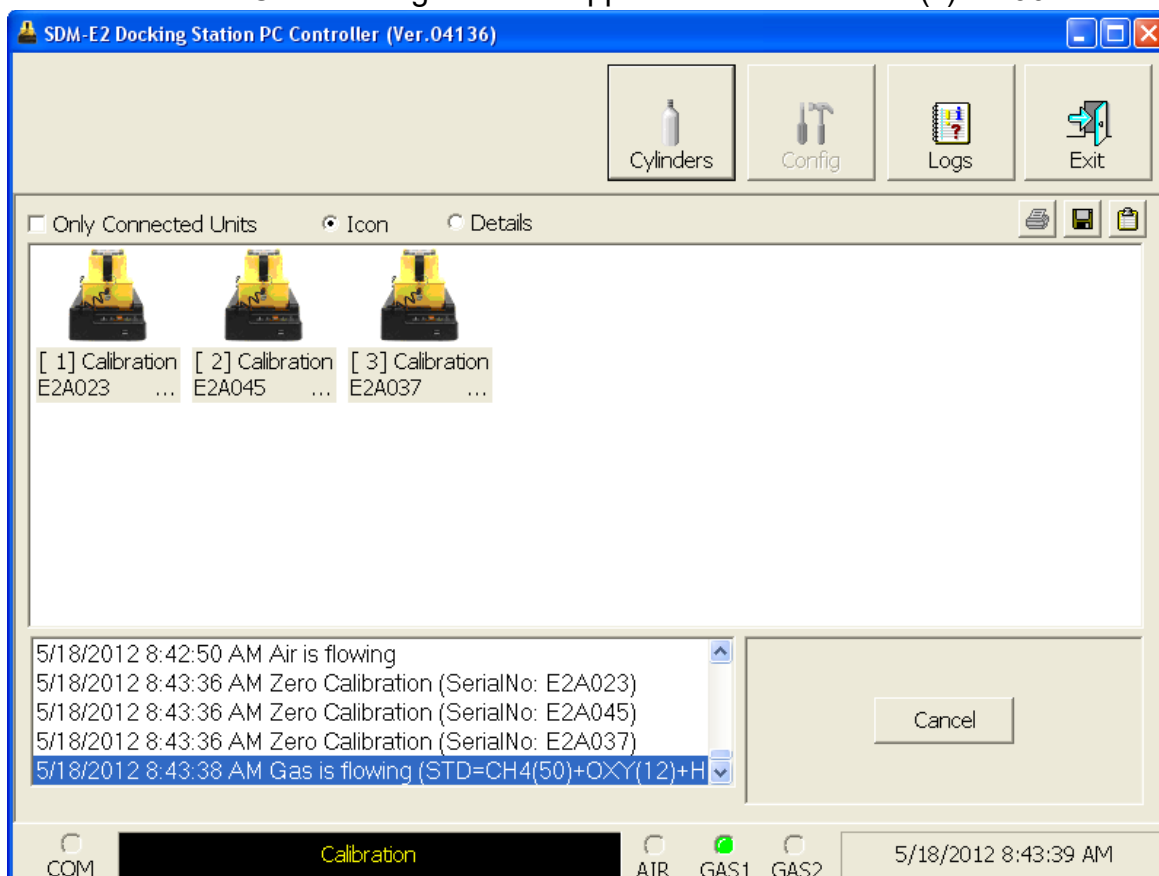 SDM-E2 Docking Station PC Controller (Ver.04136)
Cylinders
Config
Logs
Exit
Only Connected Units
Icon
Details
[ 1] Calibration
E2A023 ...
[ 2] Calibration
E2A045 ...
[ 3] Calibration
E2A037 ...
5/18/2012 8:42:50 AM Air is flowing
5/18/2012 8:43:36 AM Zero Calibration (SerialNo: E2A023)
5/18/2012 8:43:36 AM Zero Calibration (SerialNo: E2A045)
5/18/2012 8:43:36 AM Zero Calibration (SerialNo: E2A037)
5/18/2012 8:43:38 AM Gas is flowing (STD=CH4(50)+OXY(12)+H
Cancel
COM
Calibration
AIR
GAS1
GAS2
5/18/2012 8:43:39 AM